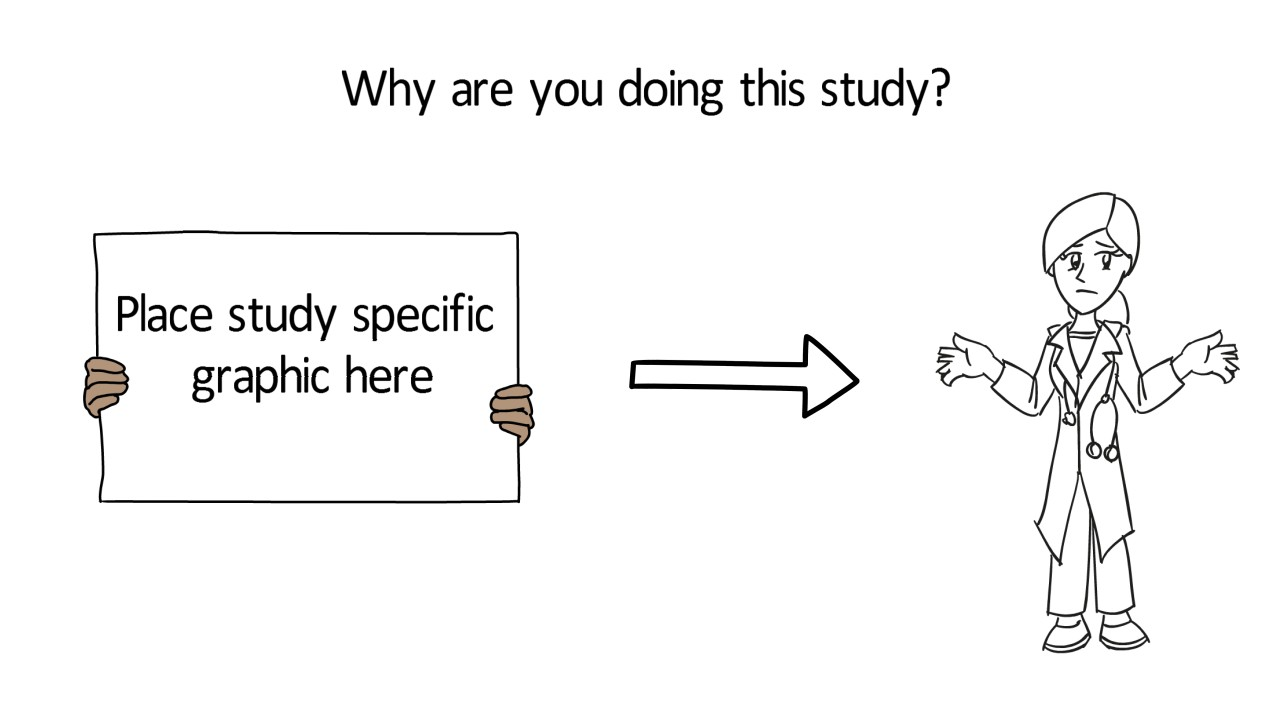 Why are you doing this study?
Place study specific
graphic here